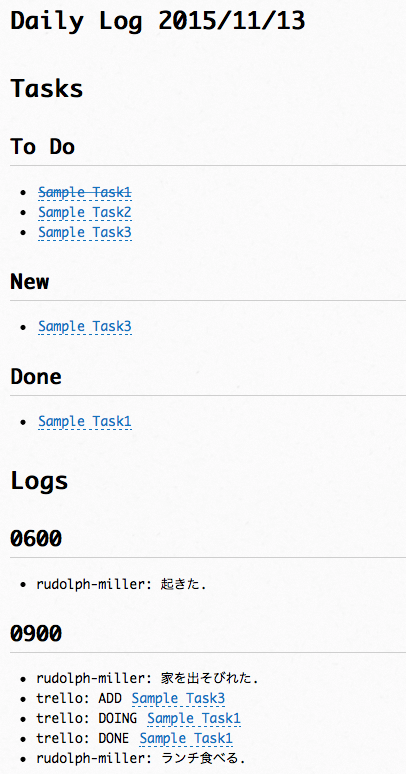 Daily Log 2015/11/13
Tasks
To Do
Sample Task1
Sample Task2
Sample Task3
New
Sample Task3
Done
Sample Task1
Logs
0600
rudolph-miller: 起きた.
0900
rudolph-miller: 家を出そびれた.
trello: ADD Sample Task3
trello: DOING Sample Task1
trello: DONE Sample Task1
rudolph-miller: ランチ食べる.